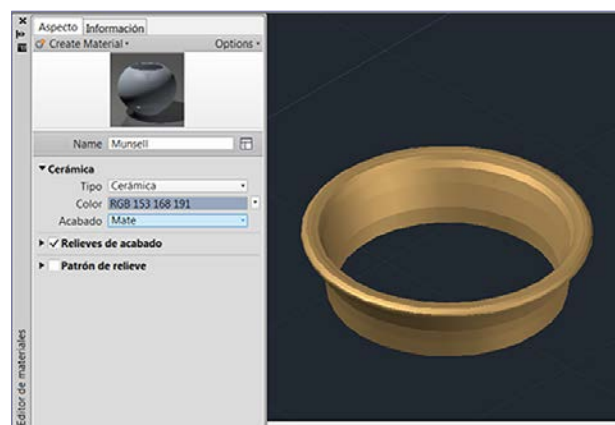 Aspecto Información
Create Material Options
Name Munsell
Cerámica
Tipo Cerámica
Color RGB 153 168 191
Acabado Mate
Relieves de acabado
Patrón de relieve
Editor de materiales